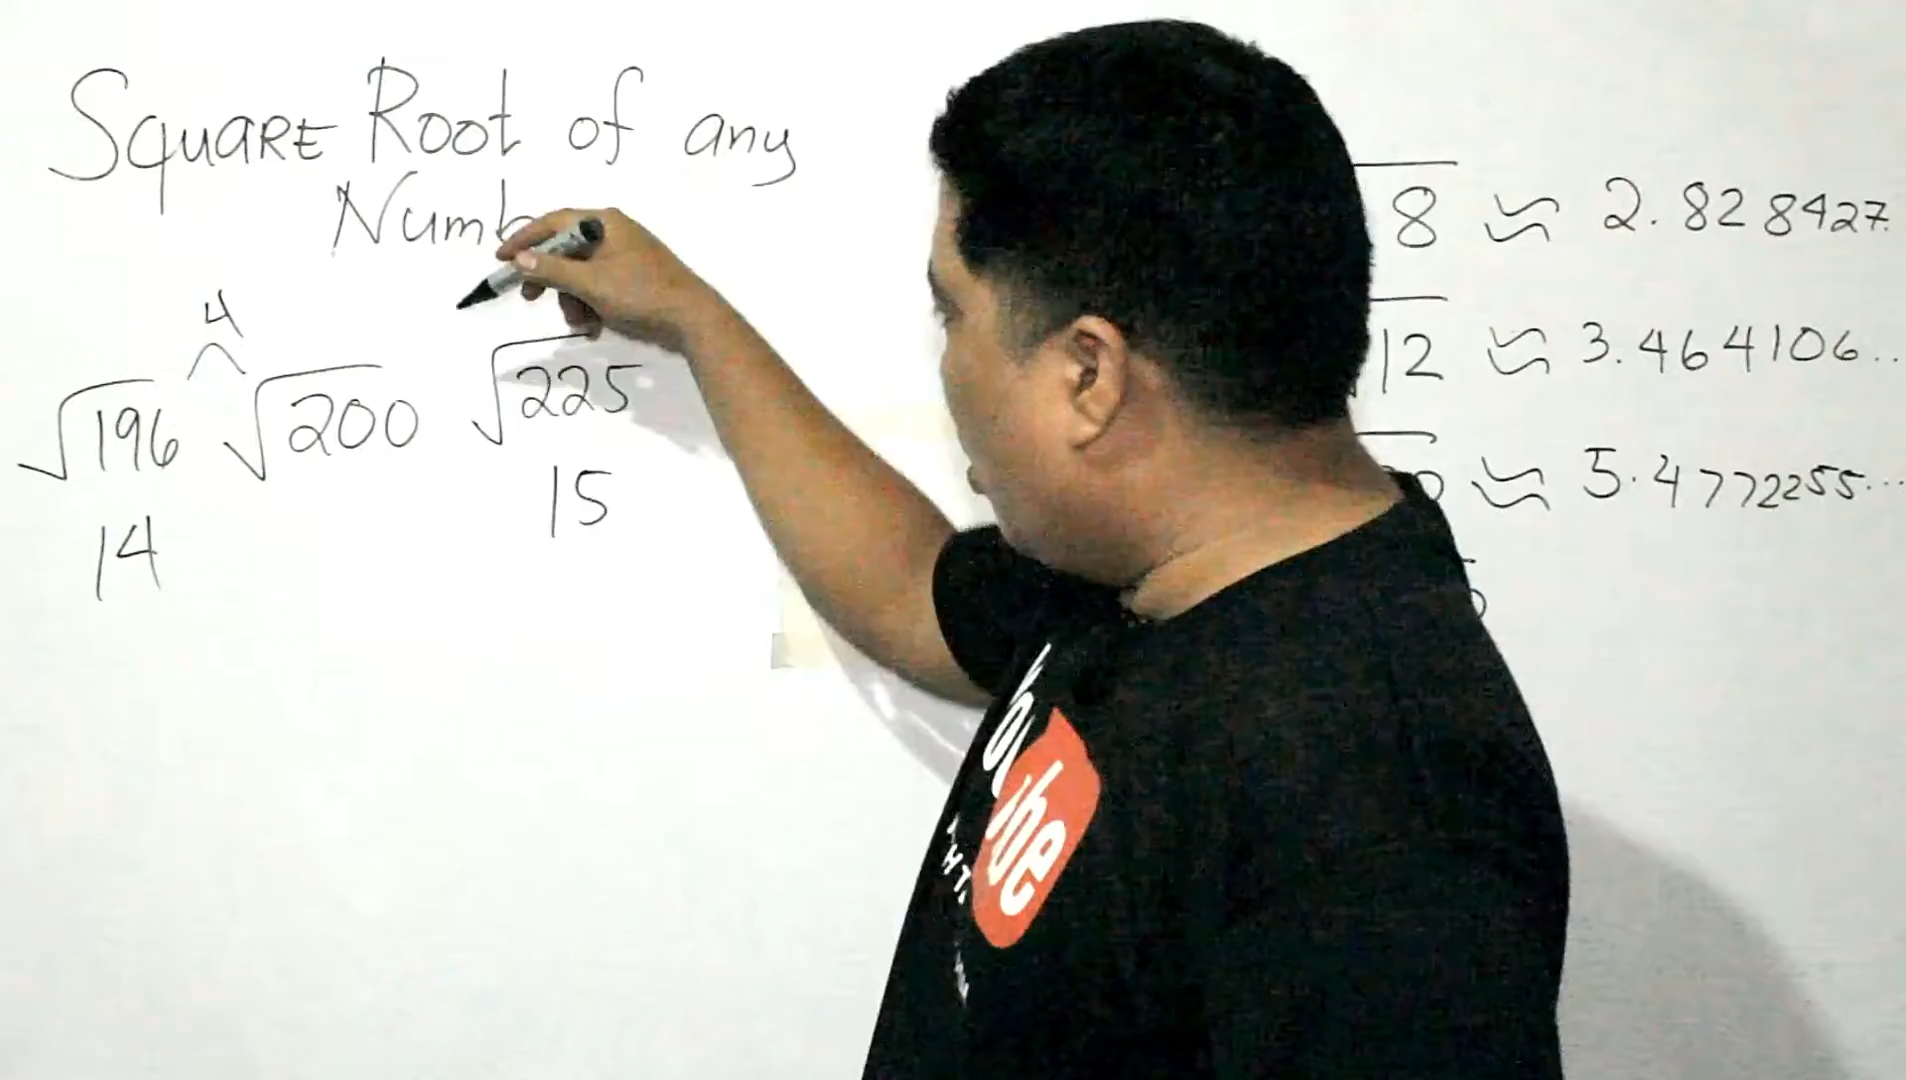 SQUARE ROOT of any
Numb
4
√196 √200 √225
14 15
8 ≈ 2.828427.
12 ≈ 3.464106..
≈ 5.4772255...